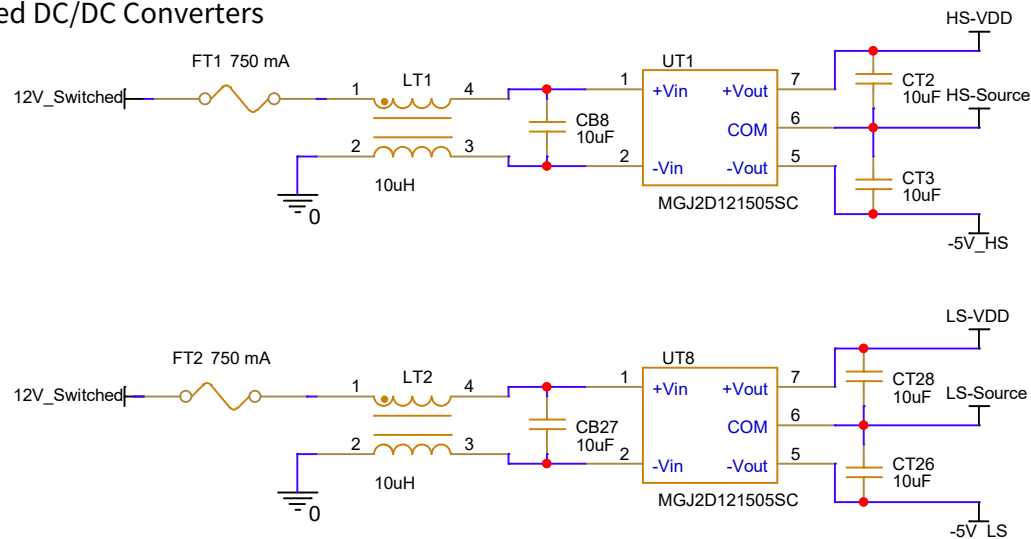 ed DC/DC Converters
HS-VDD
FT1 750 mA
LT1
UT1
12V_Switched
1
4
1
+Vin
+Vout
7
CT2
10uF
HS-Source
CB8
10uF
COM
6
2
3
2
-Vin
-Vout
5
CT3
10uF
10uH
MGJ2D121505SC
0
-5V_HS
LS-VDD
FT2 750 mA
LT2
UT8
12V_Switched
1
4
1
+Vin
+Vout
7
CT28
10uF
LS-Source
CB27
10uF
COM
6
2
3
2
-Vin
-Vout
5
CT26
10uF
10uH
MGJ2D121505SC
0
-5V_LS